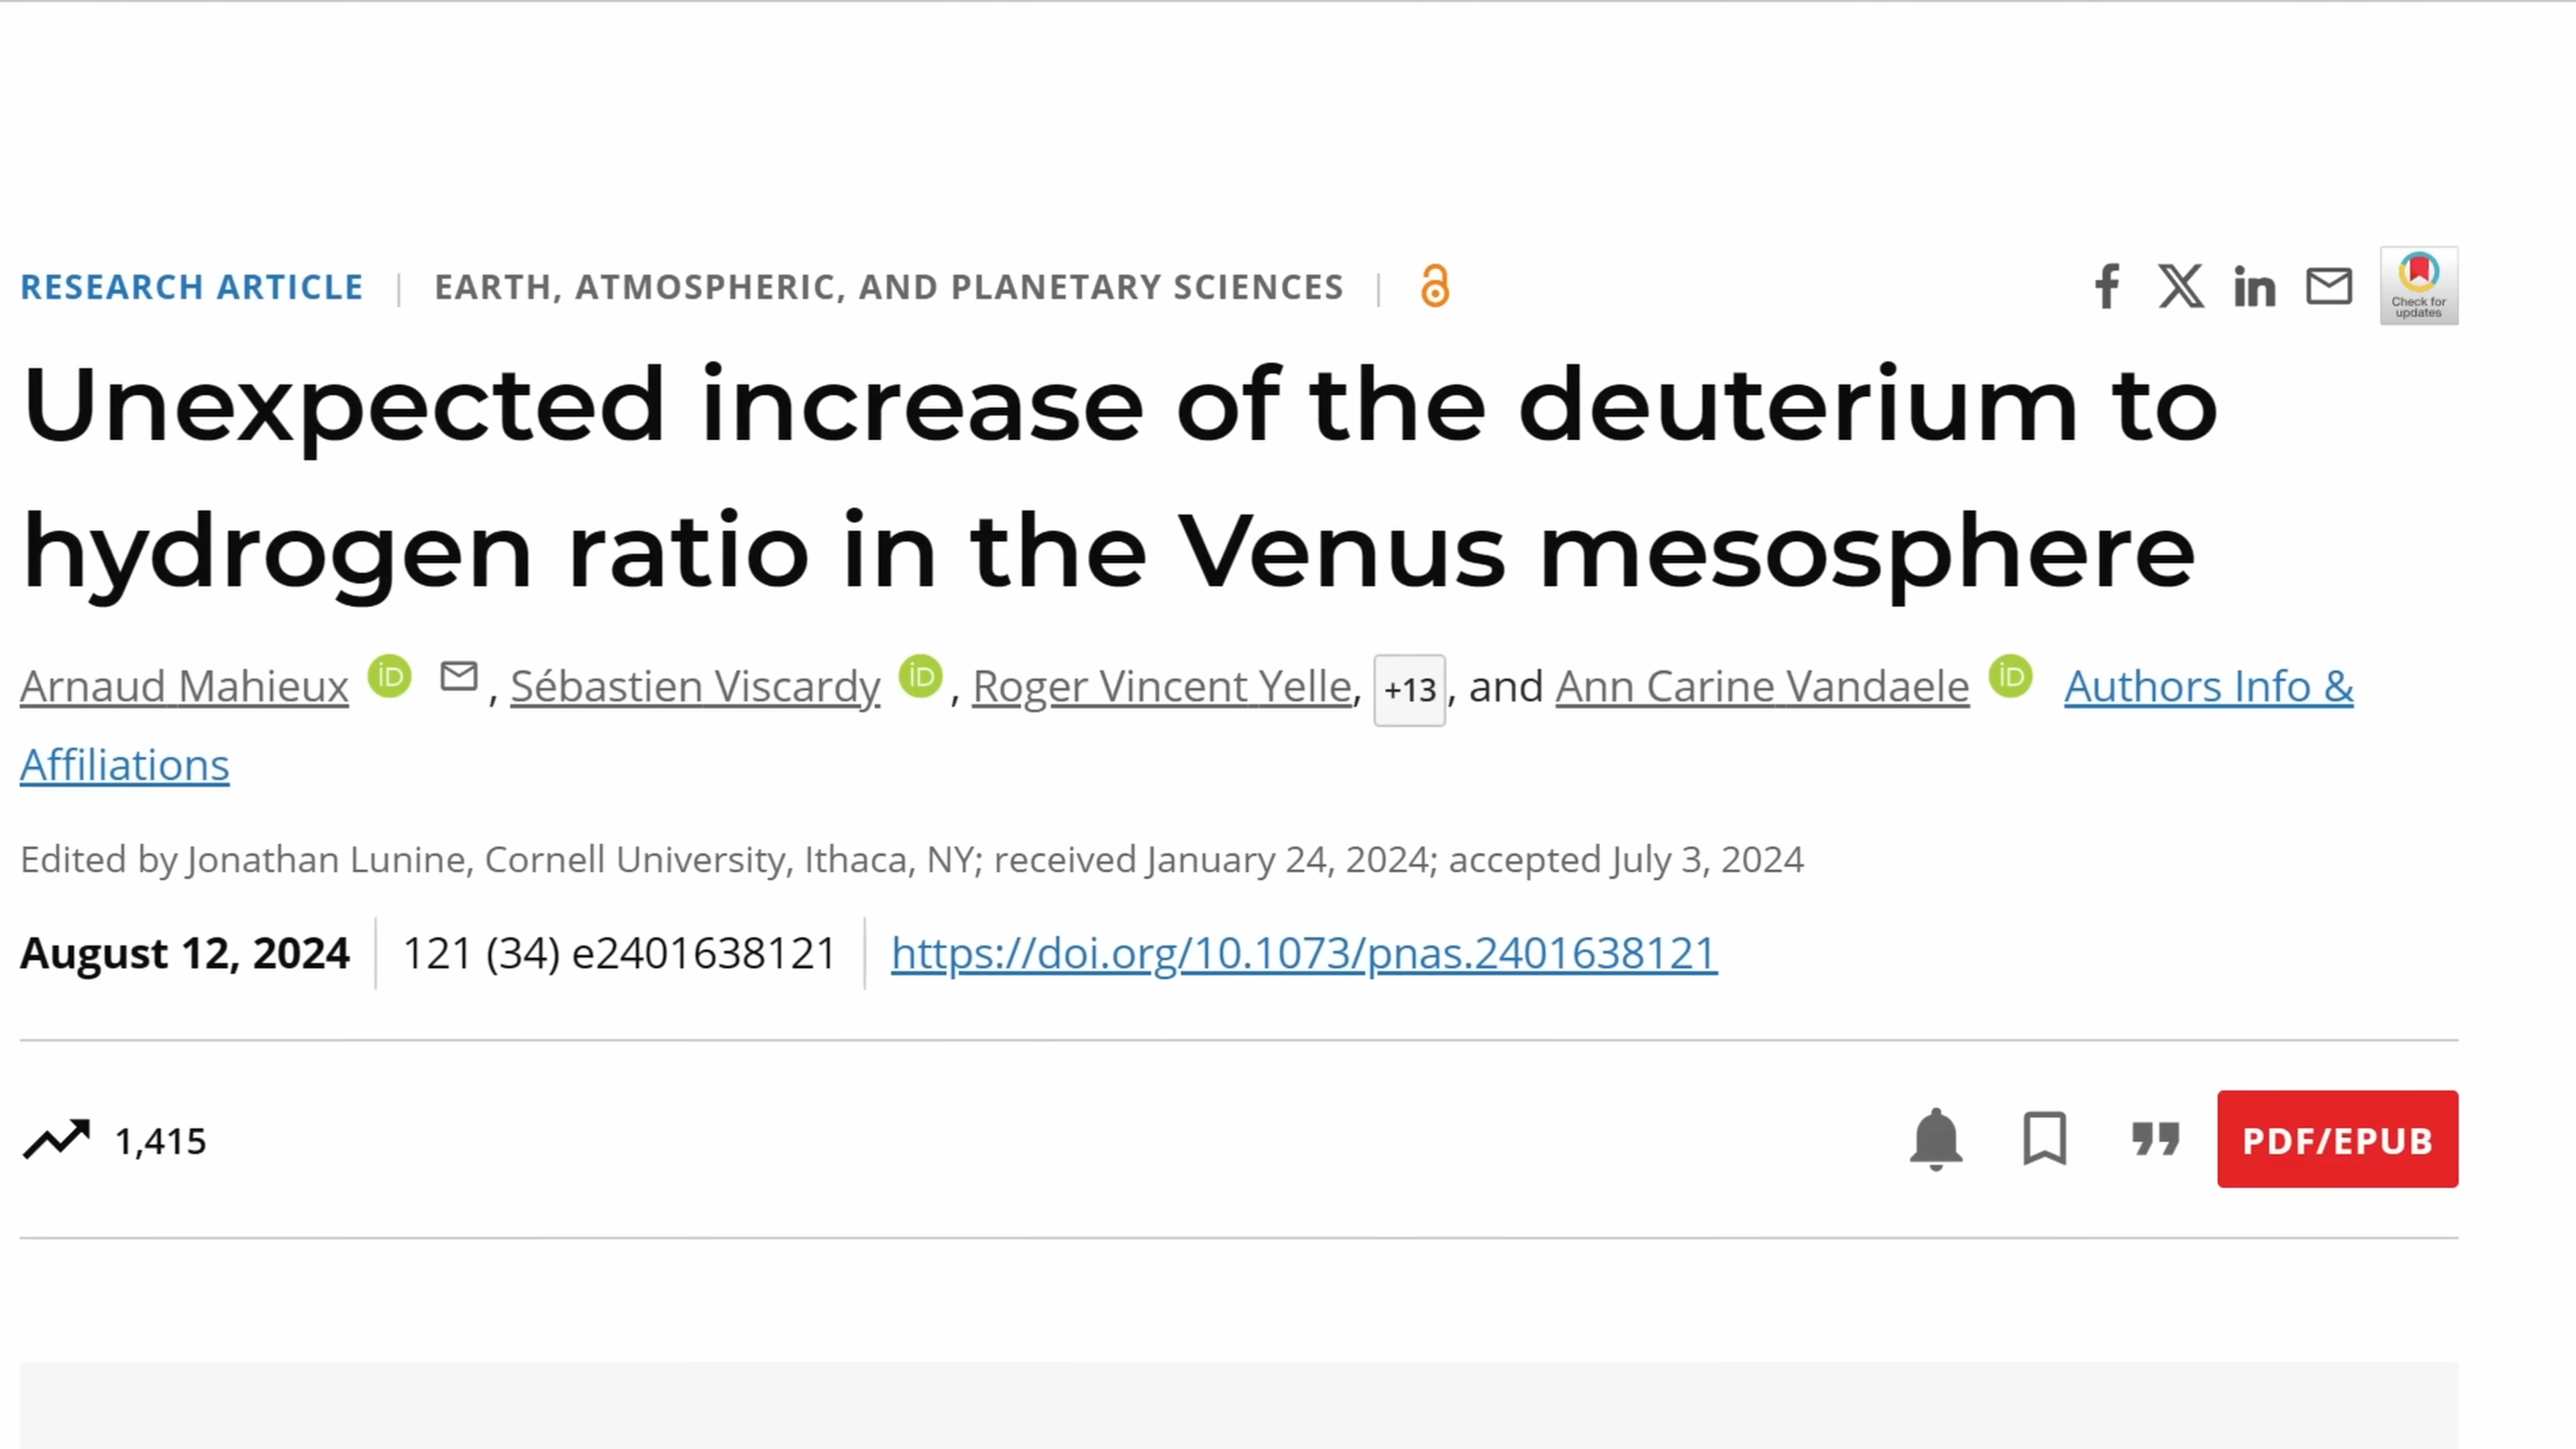 RESEARCH ARTICLE | EARTH, ATMOSPHERIC, AND PLANETARY SCIENCES |
Check for
updates
Unexpected increase of the deuterium to
hydrogen ratio in the Venus mesosphere
Arnaud Mahieux iD , Sébastien Viscardy iD , Roger Vincent Yelle, +13 , and Ann Carine Vandaele iD Authors Info &
Affiliations
Edited by Jonathan Lunine, Cornell University, Ithaca, NY; received January 24, 2024; accepted July 3, 2024
August 12, 2024 | 121 (34) e2401638121 | https://doi.org/10.1073/pnas.2401638121
1,415
PDF/EPUB